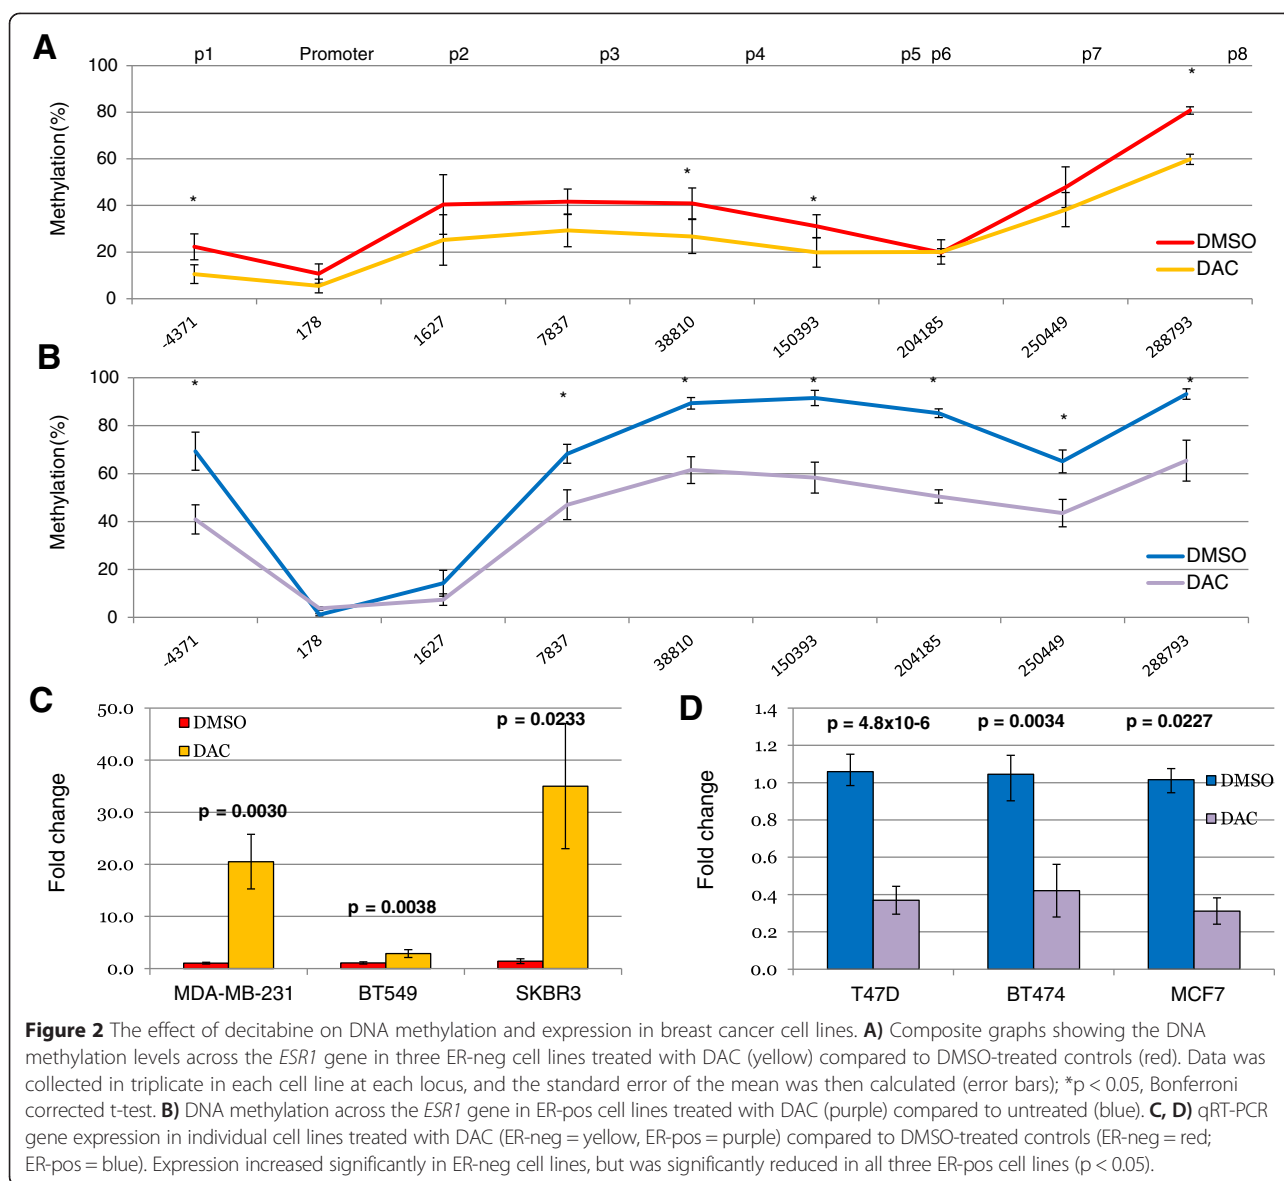 A
p1 Promoter p2 p3 p4 p5 p6 p7 p8
Methylation(%)
100
80
60
40
20
0
* * * *
DMSO
DAC
-4371 178 1627 7837 38810 150393 204185 250449 288793
B
Methylation(%)
100
80
60
40
20
0
* * * * * * *
DMSO
DAC
-4371 178 1627 7837 38810 150393 204185 250449 288793
C
Fold change
50.0
40.0
30.0
20.0
10.0
0.0
DMSO
DAC
p = 0.0030
p = 0.0038
p = 0.0233
MDA-MB-231 BT549 SKBR3
D
Fold change
1.4
1.2
1.0
0.8
0.6
0.4
0.2
0.0
p = 4.8x10-6 p = 0.0034 p = 0.0227
DMSO
DAC
T47D BT474 MCF7
Figure 2 The effect of decitabine on DNA methylation and expression in breast cancer cell lines. A) Composite graphs showing the DNA
methylation levels across the ESR1 gene in three ER-neg cell lines treated with DAC (yellow) compared to DMSO-treated controls (red). Data was
collected in triplicate in each cell line at each locus, and the standard error of the mean was then calculated (error bars); *p < 0.05, Bonferroni
corrected t-test. B) DNA methylation across the ESR1 gene in ER-pos cell lines treated with DAC (purple) compared to untreated (blue). C, D) qRT-PCR
gene expression in individual cell lines treated with DAC (ER-neg = yellow, ER-pos = purple) compared to DMSO-treated controls (ER-neg = red;
ER-pos = blue). Expression increased significantly in ER-neg cell lines, but was significantly reduced in all three ER-pos cell lines (p < 0.05).